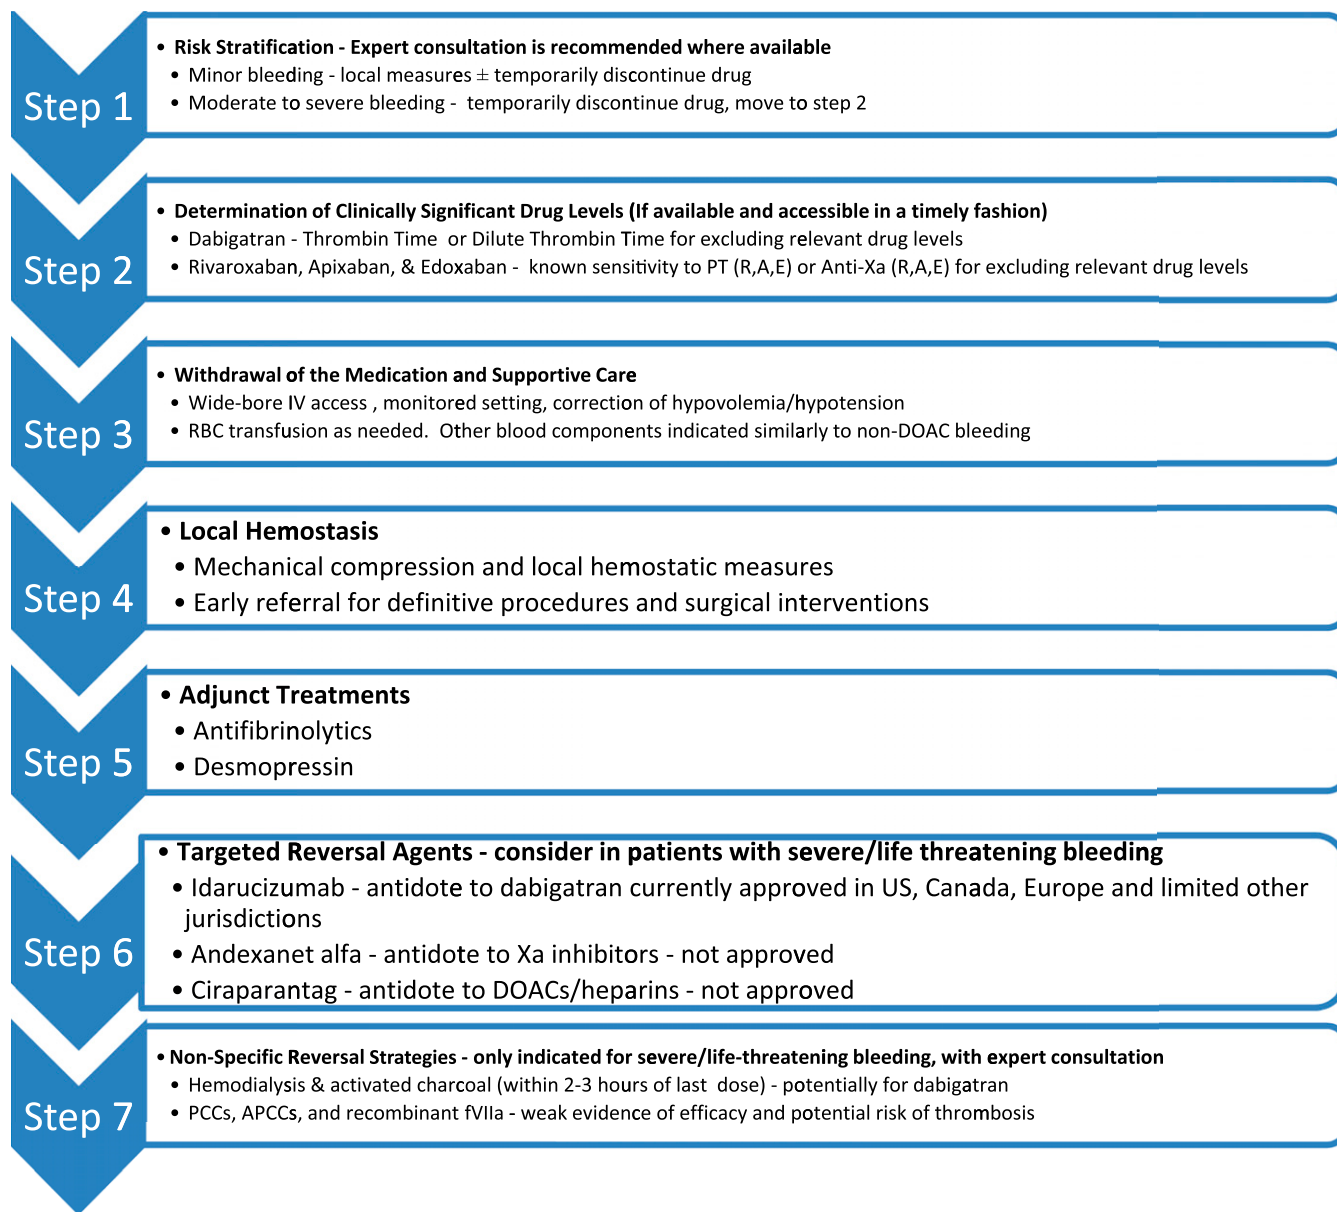 Step 1
• Risk Stratification - Expert consultation is recommended where available
• Minor bleeding - local measures ± temporarily discontinue drug
• Moderate to severe bleeding - temporarily discontinue drug, move to step 2
Step 2
• Determination of Clinically Significant Drug Levels (If available and accessible in a timely fashion)
• Dabigatran - Thrombin Time or Dilute Thrombin Time for excluding relevant drug levels
• Rivaroxaban, Apixaban, & Edoxaban - known sensitivity to PT (R,A,E) or Anti-Xa (R,A,E) for excluding relevant drug levels
Step 3
• Withdrawal of the Medication and Supportive Care
• Wide-bore IV access , monitored setting, correction of hypovolemia/hypotension
• RBC transfusion as needed. Other blood components indicated similarly to non-DOAC bleeding
Step 4
• Local Hemostasis
• Mechanical compression and local hemostatic measures
• Early referral for definitive procedures and surgical interventions
Step 5
• Adjunct Treatments
• Antifibrinolytics
• Desmopressin
Step 6
• Targeted Reversal Agents - consider in patients with severe/life threatening bleeding
• Idarucizumab - antidote to dabigatran currently approved in US, Canada, Europe and limited other
jurisdictions
• Andexanet alfa - antidote to Xa inhibitors - not approved
• Ciraparantag - antidote to DOACs/heparins - not approved
Step 7
• Non-Specific Reversal Strategies - only indicated for severe/life-threatening bleeding, with expert consultation
• Hemodialysis & activated charcoal (within 2-3 hours of last dose) - potentially for dabigatran
• PCCs, APCCs, and recombinant fVIIa - weak evidence of efficacy and potential risk of thrombosis